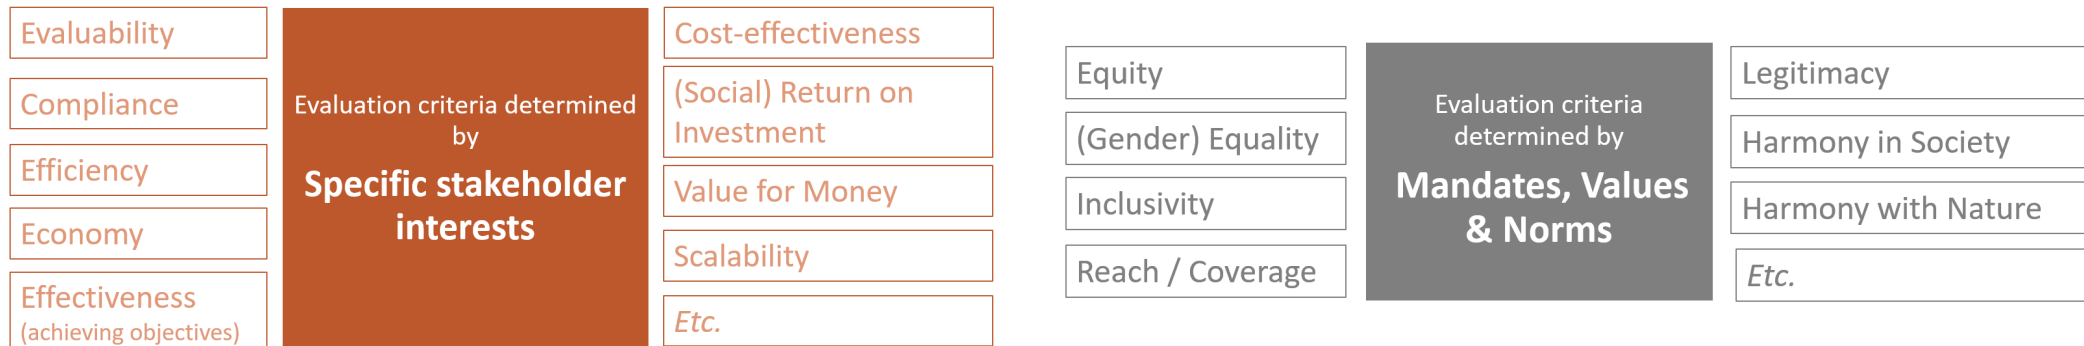 Evaluability
Compliance
Efficiency
Economy
Effectiveness
(achieving objectives)
Evaluation criteria determined
by
Specific stakeholder
interests
Cost-effectiveness
(Social) Return on
Investment
Value for Money
Scalability
Etc.
Equity
(Gender) Equality
Inclusivity
Reach / Coverage
Evaluation criteria
determined by
Mandates, Values
& Norms
Legitimacy
Harmony in Society
Harmony with Nature
Etc.